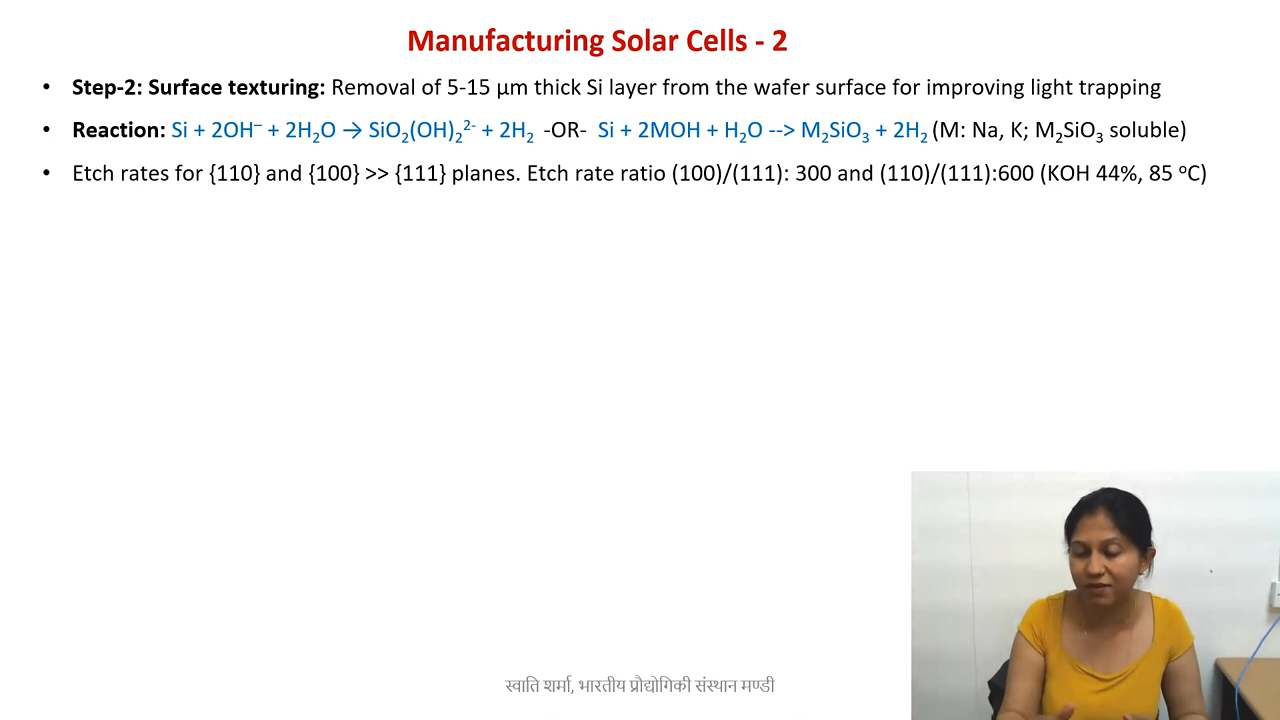 Manufacturing Solar Cells - 2
• Step-2: Surface texturing: Removal of 5-15 µm thick Si layer from the wafer surface for improving light trapping
• Reaction: Si + 2OH⁻ + 2H₂O → SiO₂(OH)₂²⁻ + 2H₂ -OR- Si + 2MOH + H₂O --> M₂SiO₃ + 2H₂ (M: Na, K; M₂SiO₃ soluble)
• Etch rates for {110} and {100} >> {111} planes. Etch rate ratio (100)/(111): 300 and (110)/(111):600 (KOH 44%, 85 ᵒC)
स्वाति शर्मा, भारतीय प्रौद्योगिकी संस्थान मण्डी